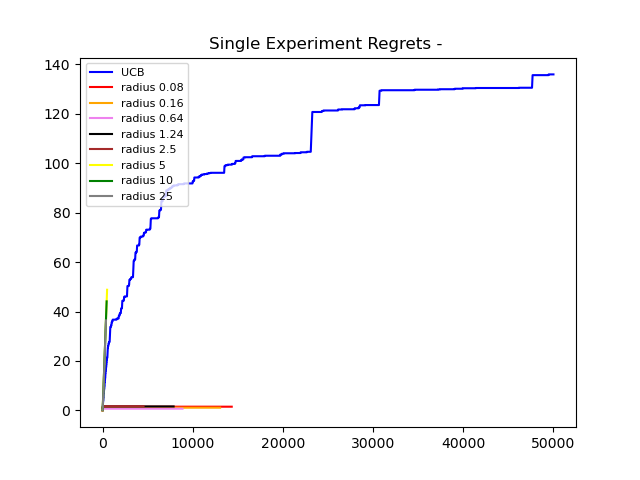 Single Experiment Regrets -
140
120
100
80
60
40
20
0
UCB
radius 0.08
radius 0.16
radius 0.64
radius 1.24
radius 2.5
radius 5
radius 10
radius 25
0 10000 20000 30000 40000 50000